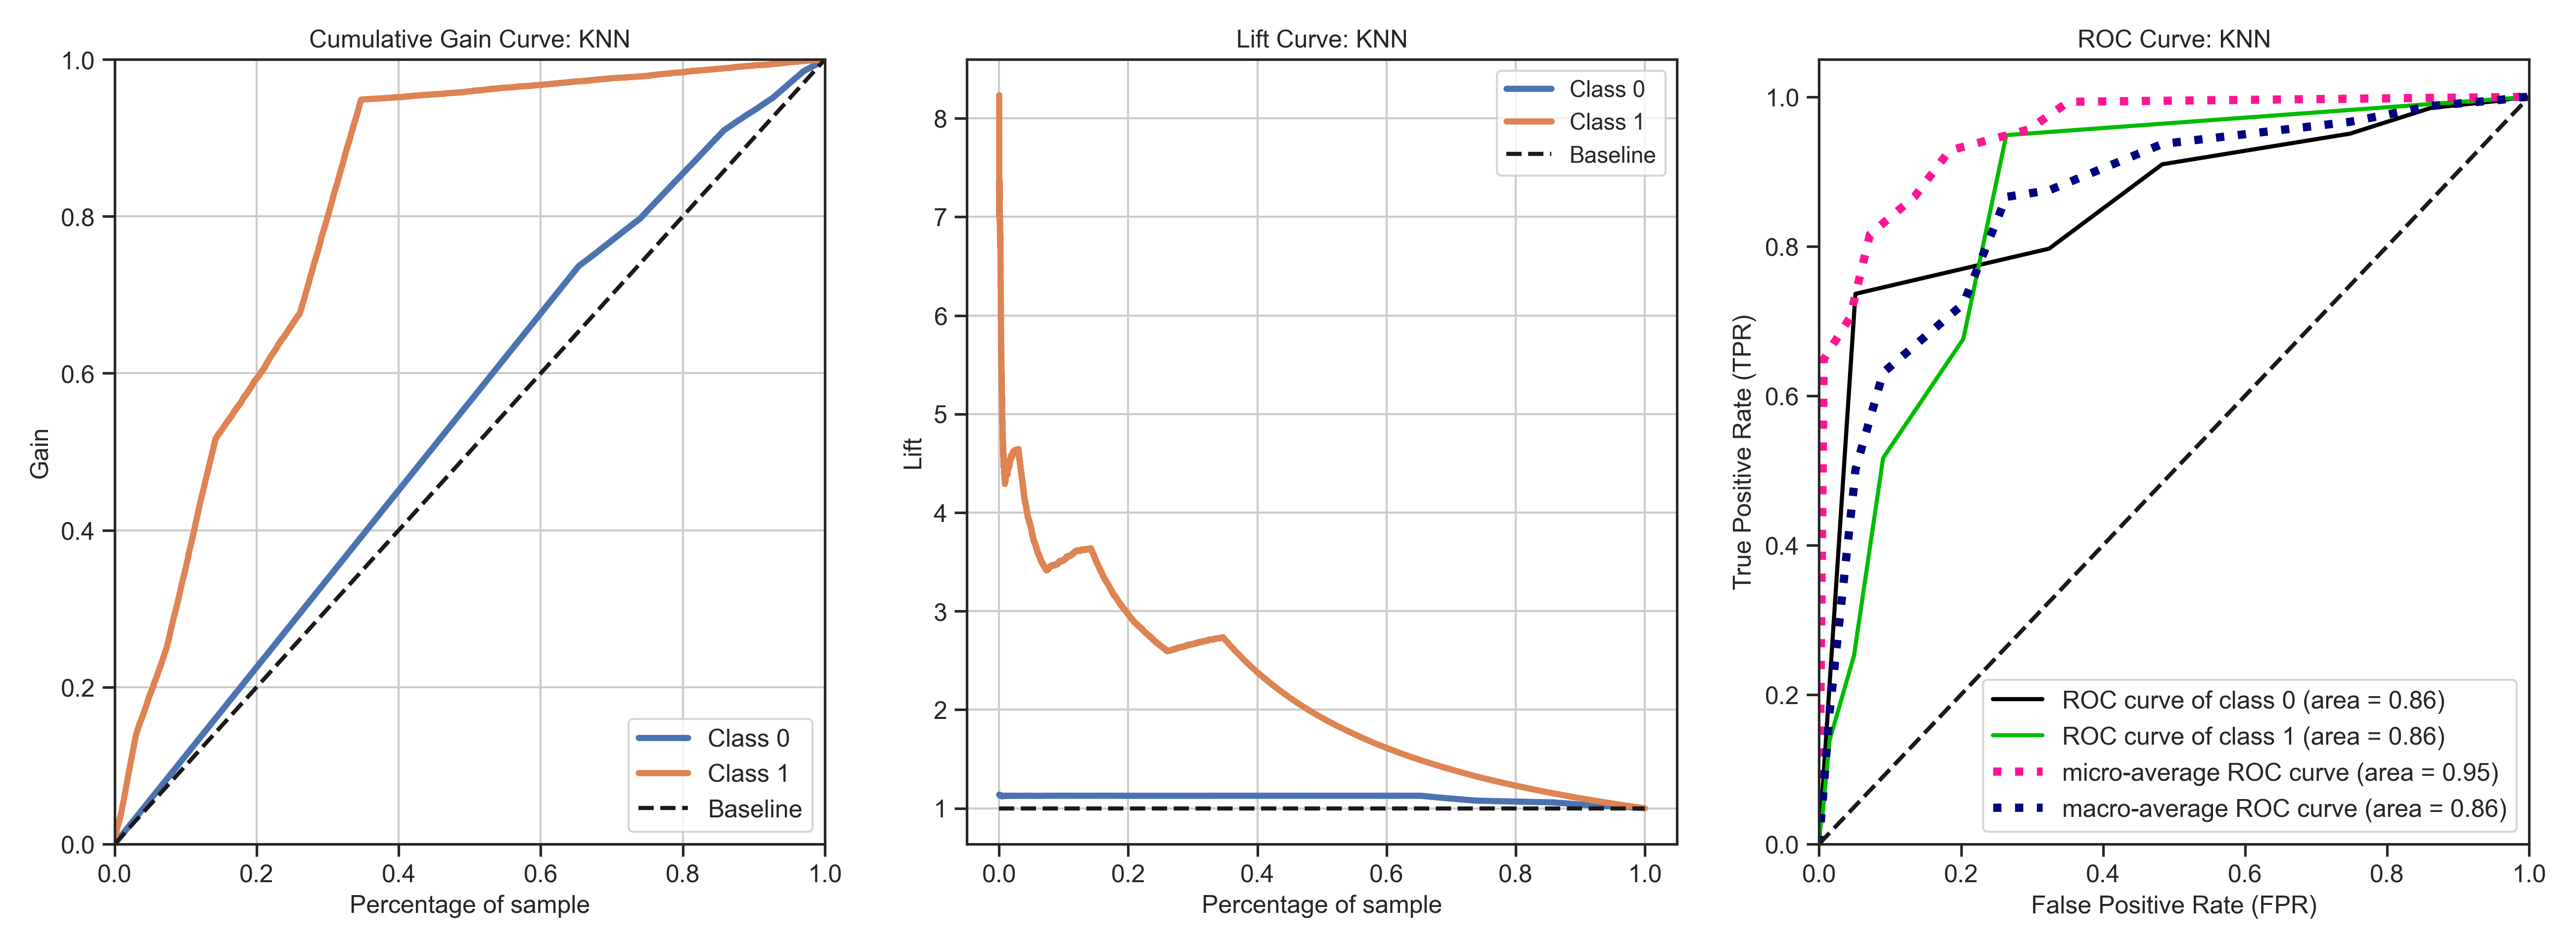 Cumulative Gain Curve: KNN
1.0
0.8
0.6
0.4
0.2
0.0
Gain
0.0 0.2 0.4 0.6 0.8 1.0
Percentage of sample
Class 0
Class 1
Baseline
Lift Curve: KNN
8
7
6
5
4
3
2
1
Lift
0.0 0.2 0.4 0.6 0.8 1.0
Percentage of sample
Class 0
Class 1
Baseline
ROC Curve: KNN
1.0
0.8
0.6
0.4
0.2
0.0
True Positive Rate (TPR)
0.0 0.2 0.4 0.6 0.8 1.0
False Positive Rate (FPR)
ROC curve of class 0 (area = 0.86)
ROC curve of class 1 (area = 0.86)
micro-average ROC curve (area = 0.95)
macro-average ROC curve (area = 0.86)